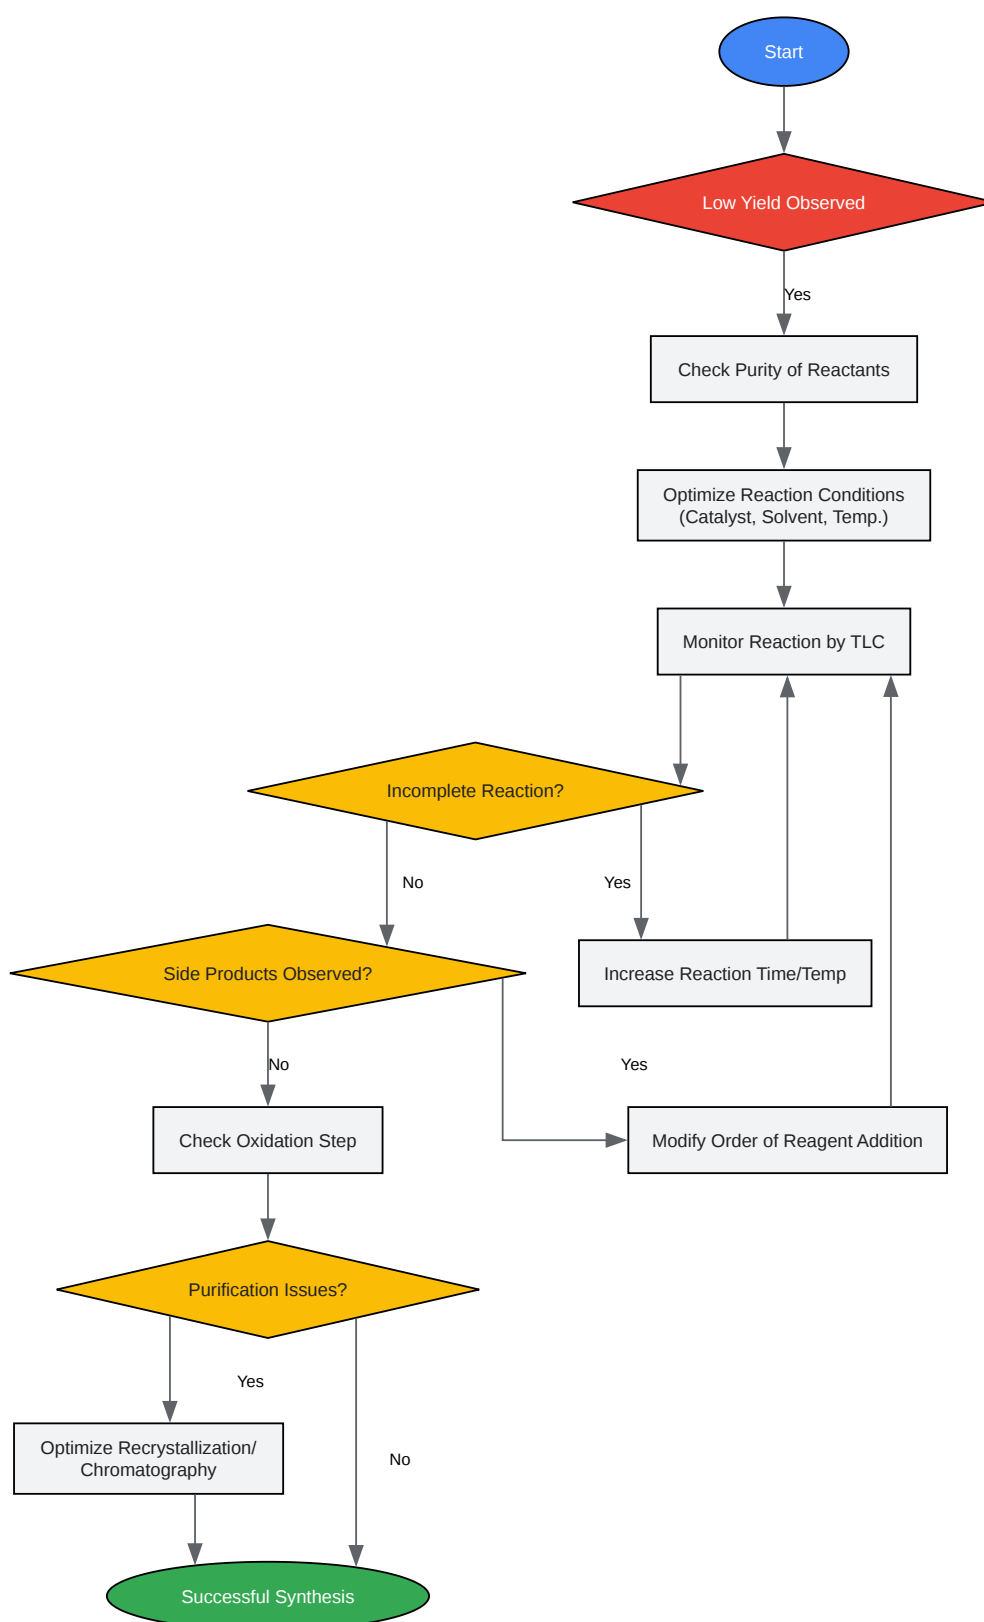 Start
Low Yield Observed
Yes
Check Purity of Reactants
Optimize Reaction Conditions
(Catalyst, Solvent, Temp.)
Monitor Reaction by TLC
Incomplete Reaction?
No
Yes
Side Products Observed?
Increase Reaction Time/Temp
No
Yes
Check Oxidation Step
Modify Order of Reagent Addition
Purification Issues?
Yes
Optimize Recrystallization/
Chromatography
No
Successful Synthesis